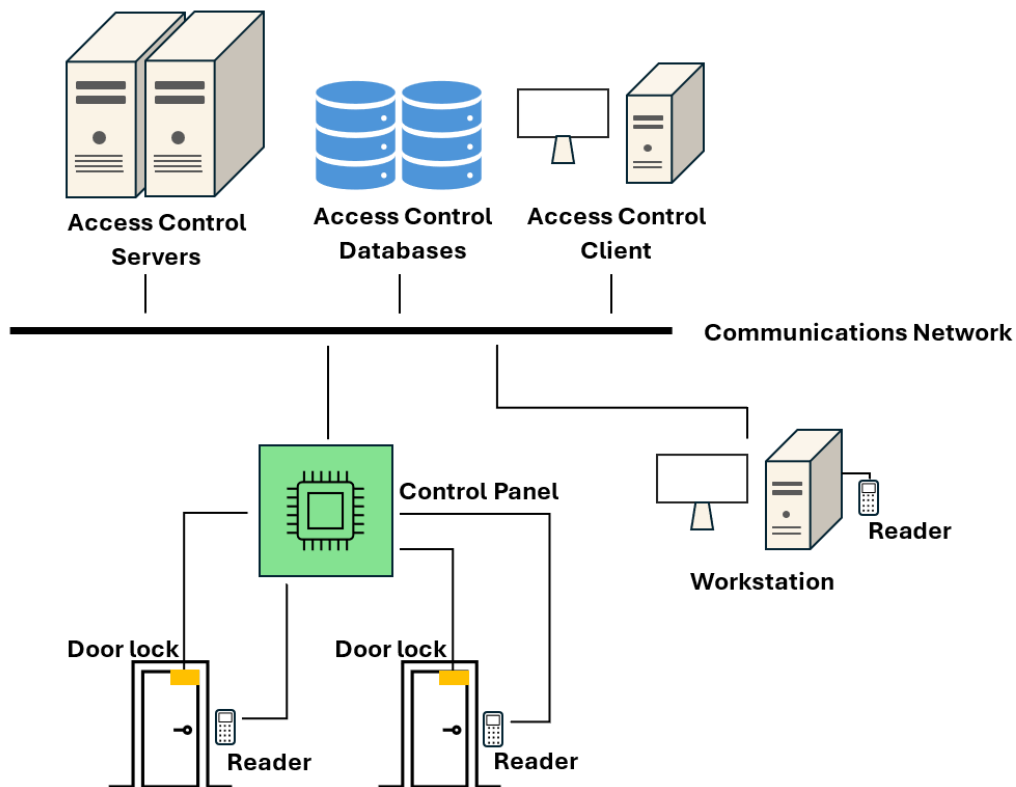 Access Control
Servers
Access Control
Databases
Access Control
Client
Communications Network
Control Panel
Reader
Workstation
Door lock
Door lock
Reader
Reader